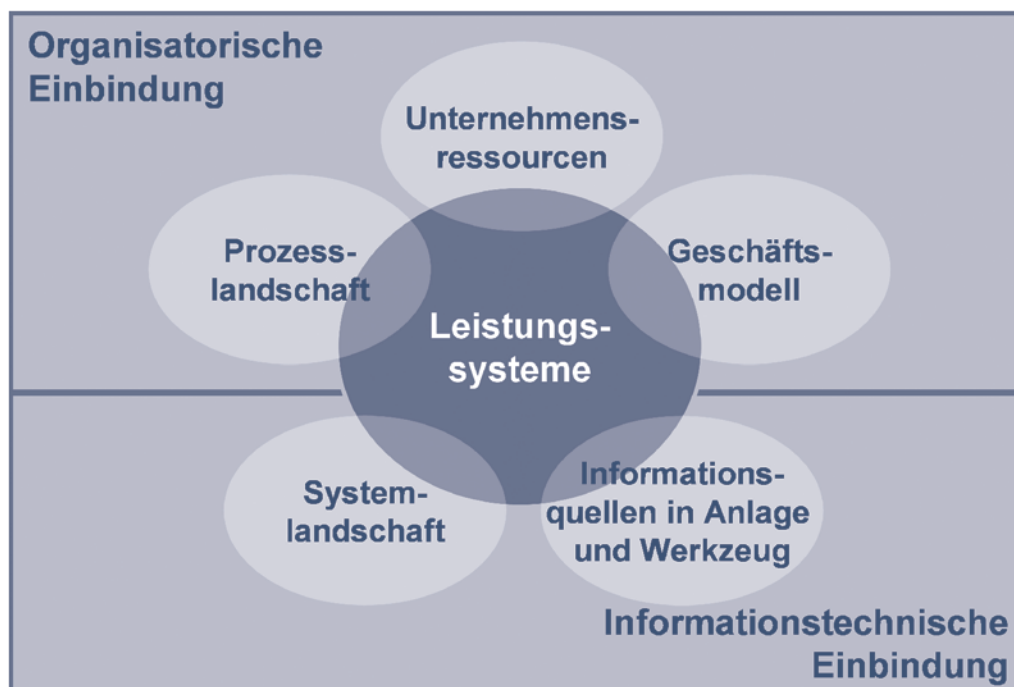 Organisatorische
Einbindung
Unternehmens-
ressourcen
Prozess-
landschaft
Geschäfts-
modell
Leistungs-
systeme
System-
landschaft
Informations-
quellen in Anlage
und Werkzeug
Informationstechnische
Einbindung